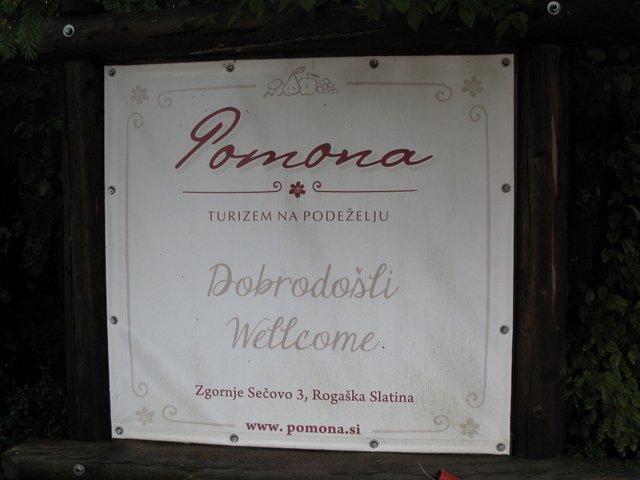 Pomona
TURIZEM NA PODEŽELJU
Dobrodošli
Wellcome
Zgornje Sečovo 3, Rogaška Slatina
www. pomona.si